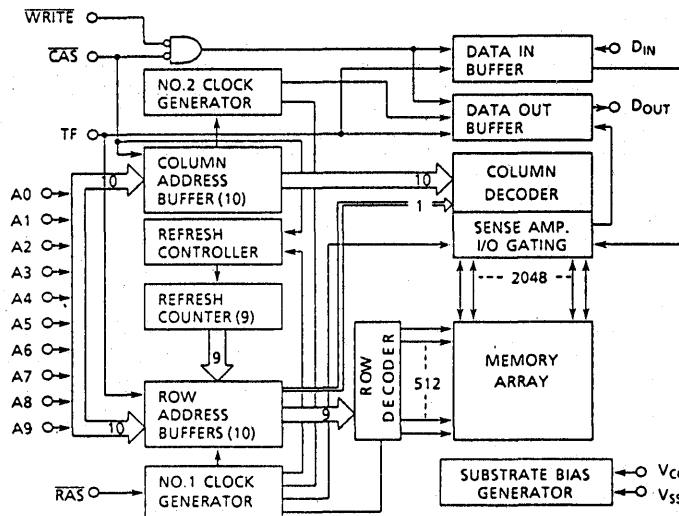 WRITE
CAS
TF
A0
A1
A2
A3
A4
A5
A6
A7
A8
A9
RAS
NO.2 CLOCK
GENERATOR
COLUMN
ADDRESS
BUFFER (10)
REFRESH
CONTROLLER
REFRESH
COUNTER (9)
ROW
ADDRESS
BUFFERS (10)
NO.1 CLOCK
GENERATOR
10
10
9
10
1
9
ROW
DECODER
512
DATA IN
BUFFER
DATA OUT
BUFFER
COLUMN
DECODER
SENSE AMP.
I/O GATING
2048
MEMORY
ARRAY
SUBSTRATE BIAS
GENERATOR
DIN
DOUT
VCC
VSS